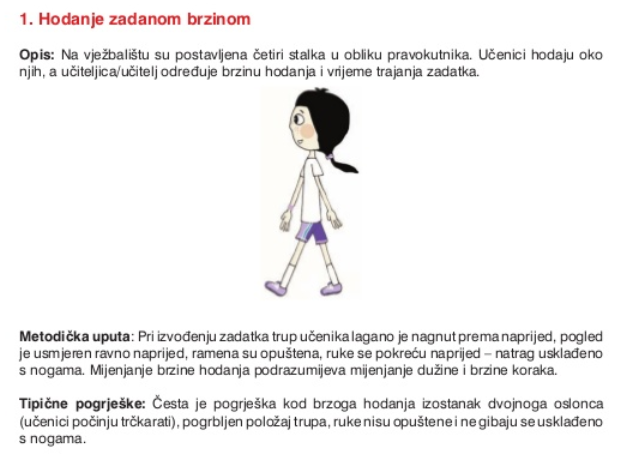 1. Hodanje zadanom brzinom
Opis: Na vježbalištu su postavljena četiri stalka u obliku pravokutnika. Učenici hodaju oko
njih, a učiteljica/učitelj određuje brzinu hodanja i vrijeme trajanja zadatka.
Metodička uputa: Pri izvođenju zadatka trup učenika lagano je nagnut prema naprijed, pogled
je usmjeren ravno naprijed, ramena su opuštena, ruke se pokreću naprijed – natrag usklađeno
s nogama. Mijenjanje brzine hodanja podrazumijeva mijenjanje dužine i brzine koraka.
Tipične pogrješke: Česta je pogrješka kod brzoga hodanja izostanak dvojnoga oslonca
(učenici počinju trčkarati), pogrbljen položaj trupa, ruke nisu opuštene i ne gibaju se usklađeno
s nogama.